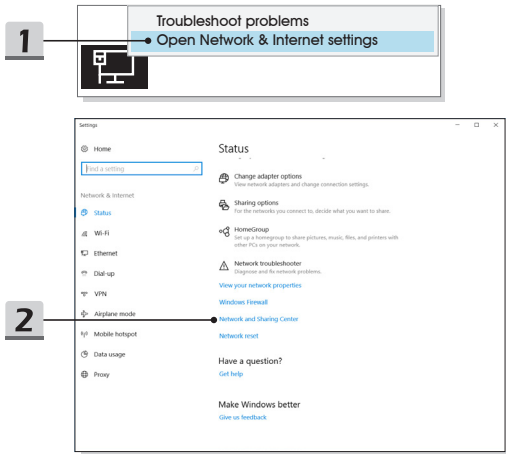 Troubleshoot problems
1
Open Network & Internet settings
Settings
Home
Find a setting
Network & Internet
Status
Wi-Fi
Ethernet
Dial-up
VPN
Airplane mode
Mobile hotspot
Data usage
Proxy
Status
Change adapter options
View network adapters and change connection settings.
Sharing options
For the networks you connect to, decide what you want to share.
HomeGroup
Set up a homegroup to share pictures, music, files, and printers with
other PCs on your network.
Network troubleshooter
Diagnose and fix network problems.
View your network properties
Windows Firewall
2
Network and Sharing Center
Network reset
Have a question?
Get help
Make Windows better
Give us feedback